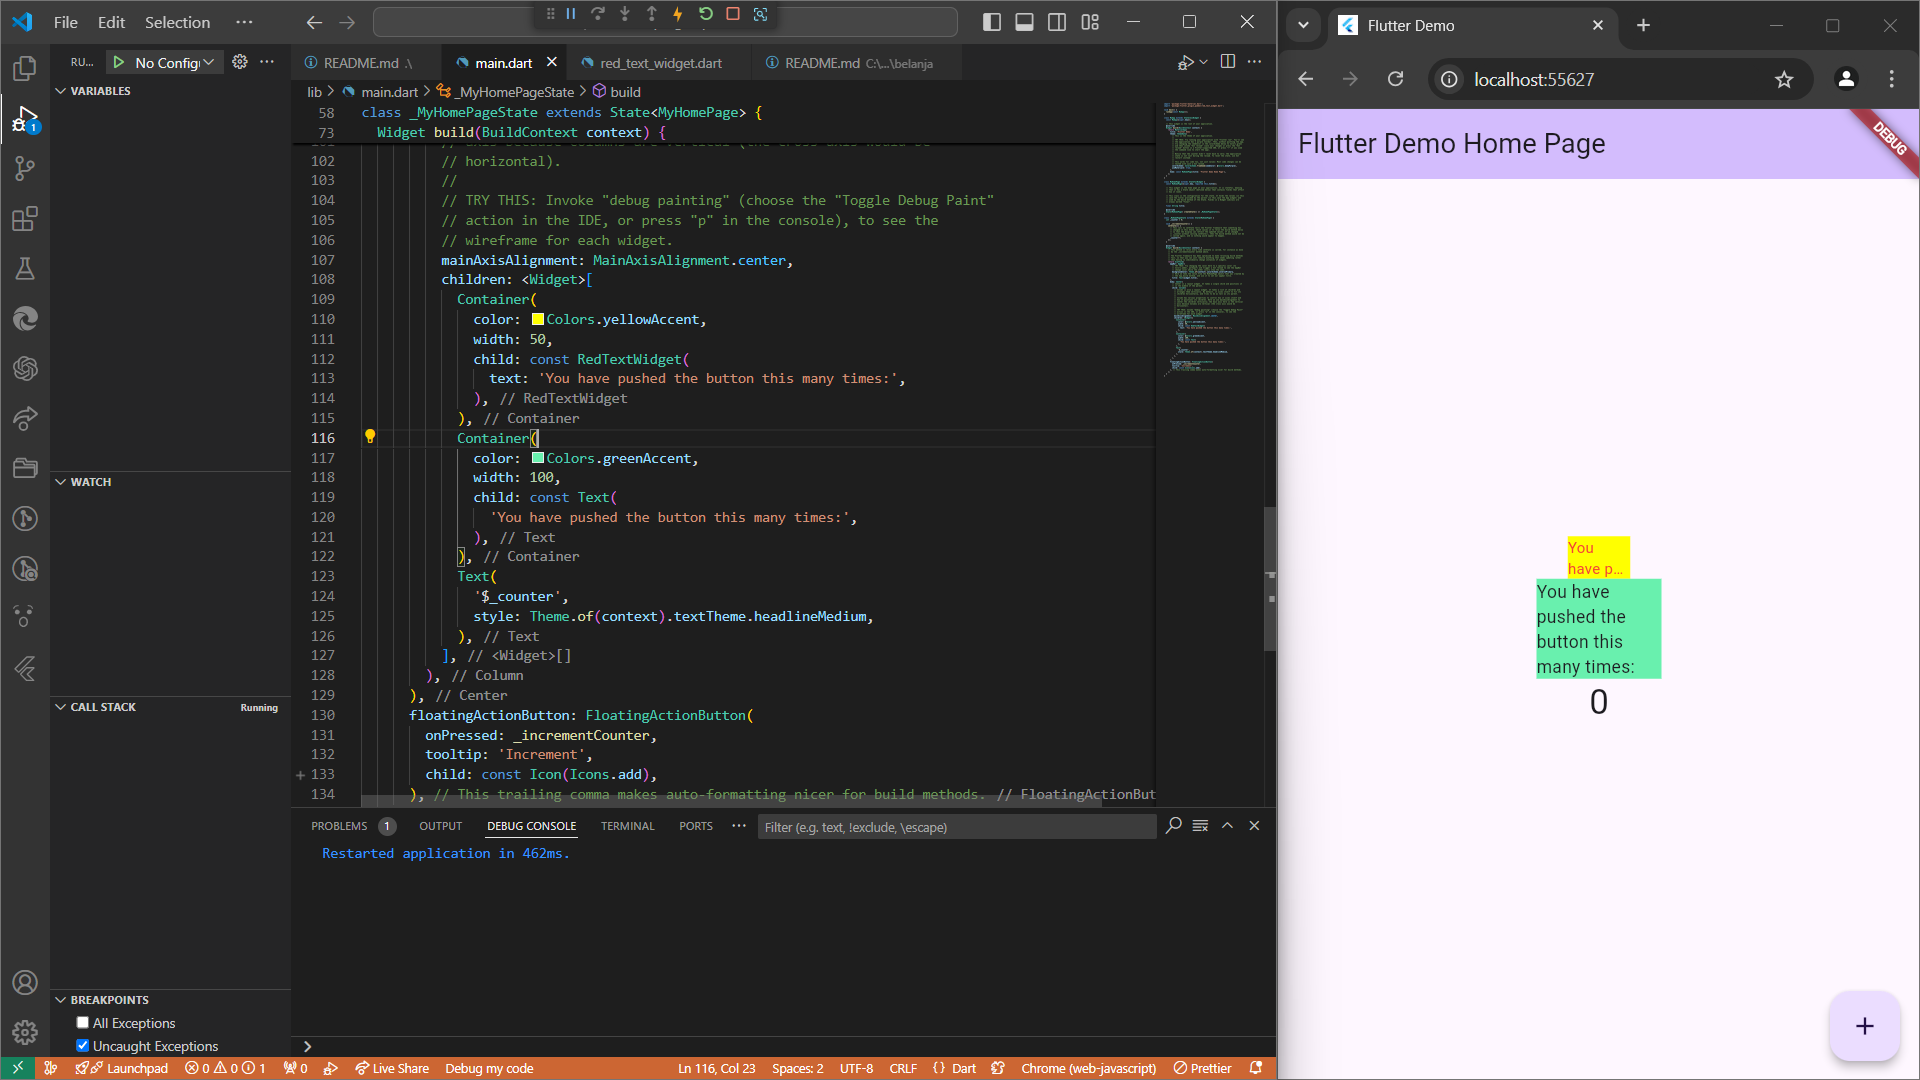 File Edit Selection ···
README.md .\ main.dart red_text_widget.dart README.md C:\...\belanja
RU... No Config
lib > main.dart > _MyHomePageState > build
VARIABLES
WATCH
CALL STACK
Running
BREAKPOINTS
All Exceptions
Uncaught Exceptions
58 class _MyHomePageState extends State<MyHomePage> {
73 Widget build(BuildContext context) {
102 // horizontal).
103 //
104 // TRY THIS: Invoke "debug painting" (choose the "Toggle Debug Paint"
105 // action in the IDE, or press "p" in the console), to see the
106 // wireframe for each widget.
107 mainAxisAlignment: MainAxisAlignment.center,
108 children: <Widget>[
109 Container(
110 color: Colors.yellowAccent,
111 width: 50,
112 child: const RedTextWidget(
113 text: 'You have pushed the button this many times:',
114 ), // RedTextWidget
115 ), // Container
116 Container(
117 color: Colors.greenAccent,
118 width: 100,
119 child: const Text(
120 'You have pushed the button this many times:',
121 ), // Text
122 ), // Container
123 Text(
124 '$_counter',
125 style: Theme.of(context).textTheme.headlineMedium,
126 ), // Text
127 ], // <Widget>[]
128 ), // Column
129 ), // Center
130 floatingActionButton: FloatingActionButton(
131 onPressed: _incrementCounter,
132 tooltip: 'Increment',
133 child: const Icon(Icons.add),
134 ), // This trailing comma makes auto-formatting nicer for build methods. // FloatingActionBut
PROBLEMS 1 OUTPUT DEBUG CONSOLE TERMINAL PORTS ··· Filter (e.g. text, !exclude, \escape)
Restarted application in 462ms.
Launchpad 0 0 1 0 Live Share Debug my code Ln 116, Col 23 Spaces: 2 UTF-8 CRLF {} Dart Chrome (web-javascript) Prettier
Flutter Demo
localhost:55627
Flutter Demo Home Page
DEBUG
You
have p...
You have
pushed the
button this
many times:
0
+